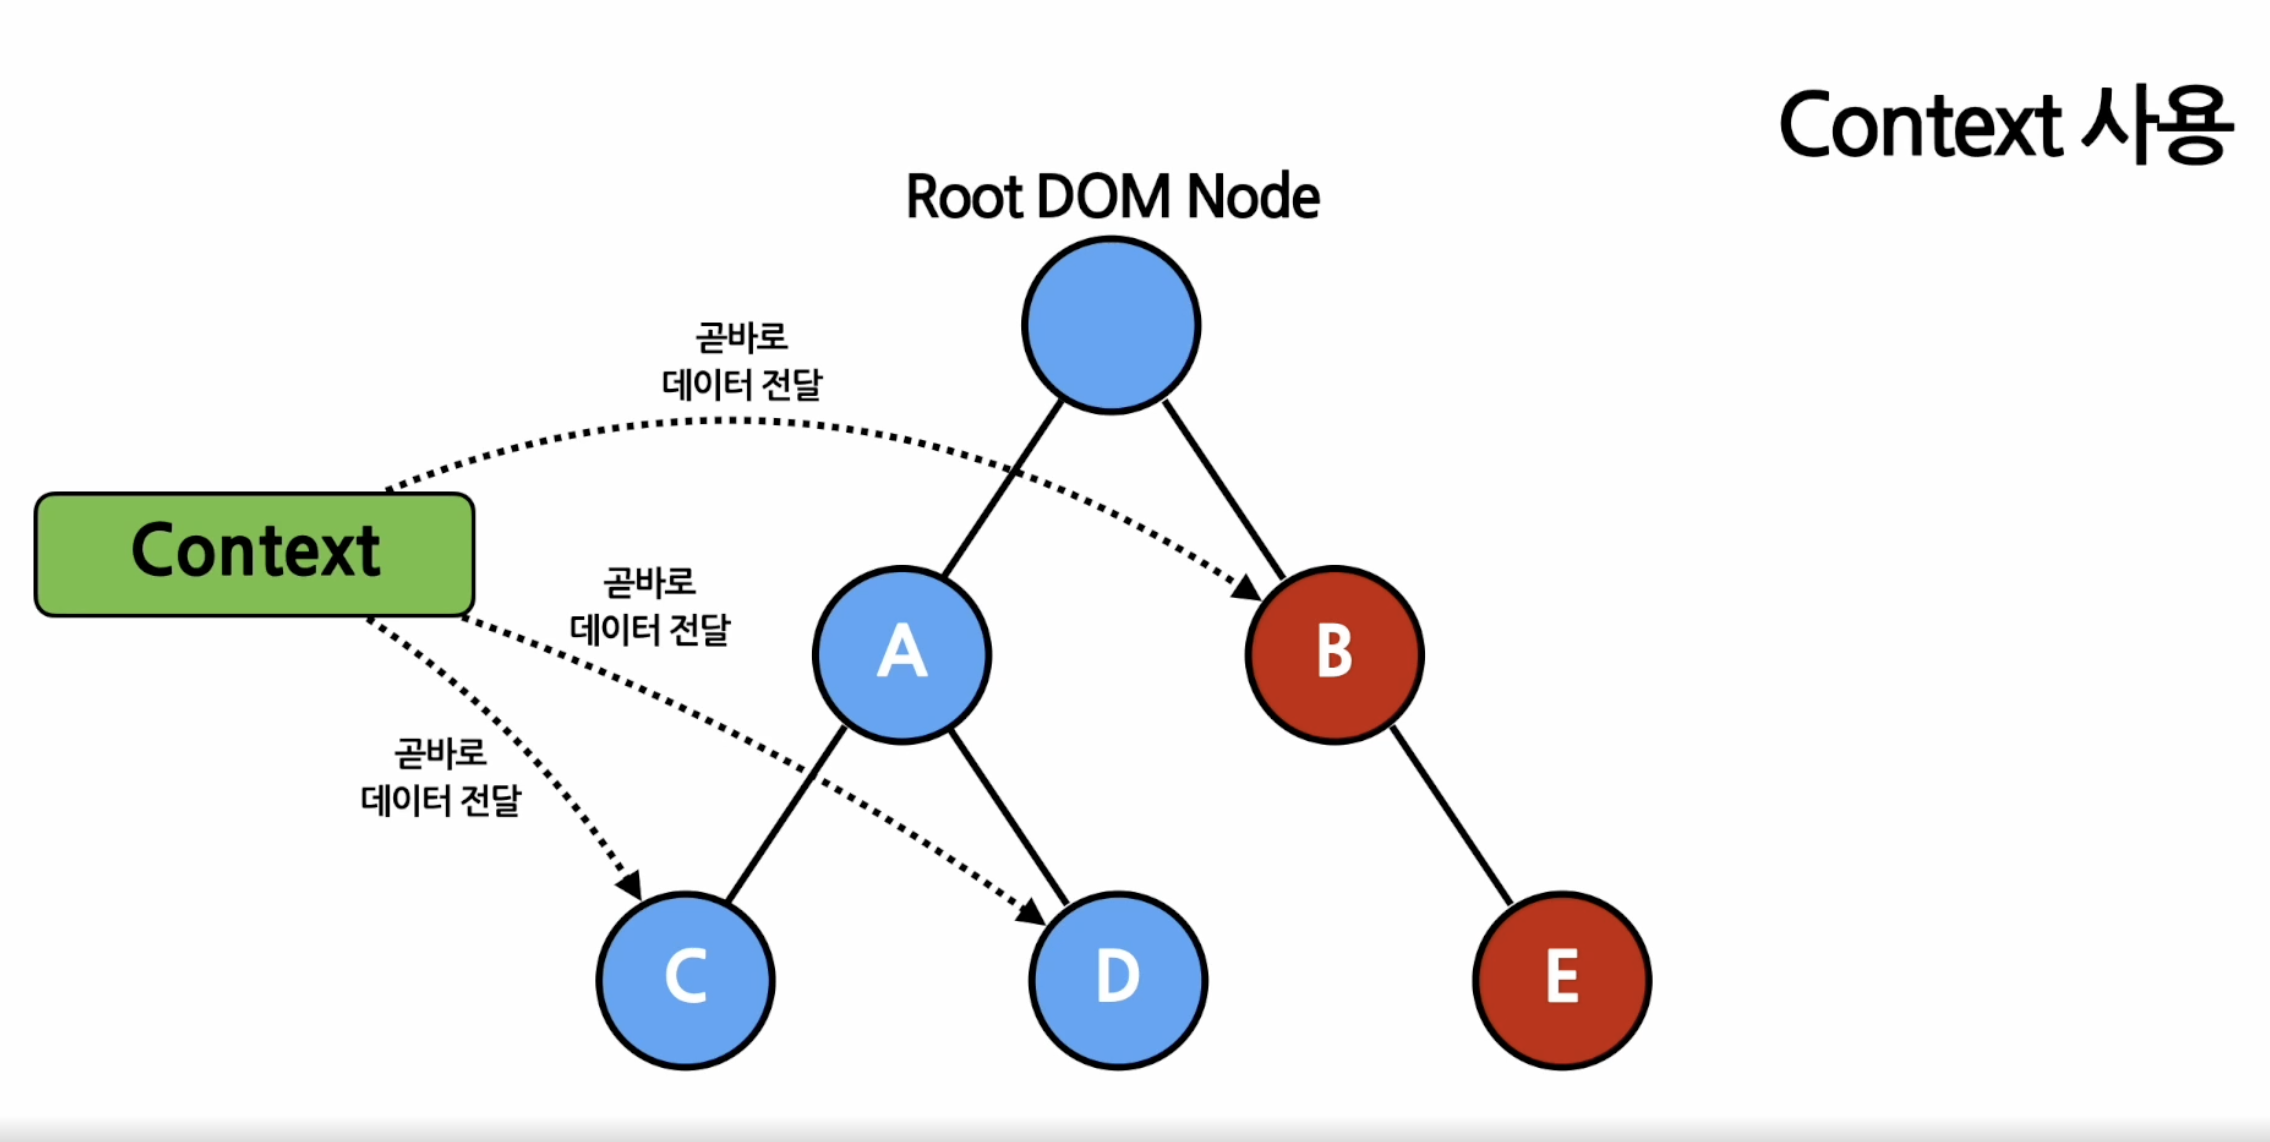 Context 사용
Root DOM Node
곧바로
데이터 전달
Context
곧바로
데이터 전달
A
B
곧바로
데이터 전달
C
D
E